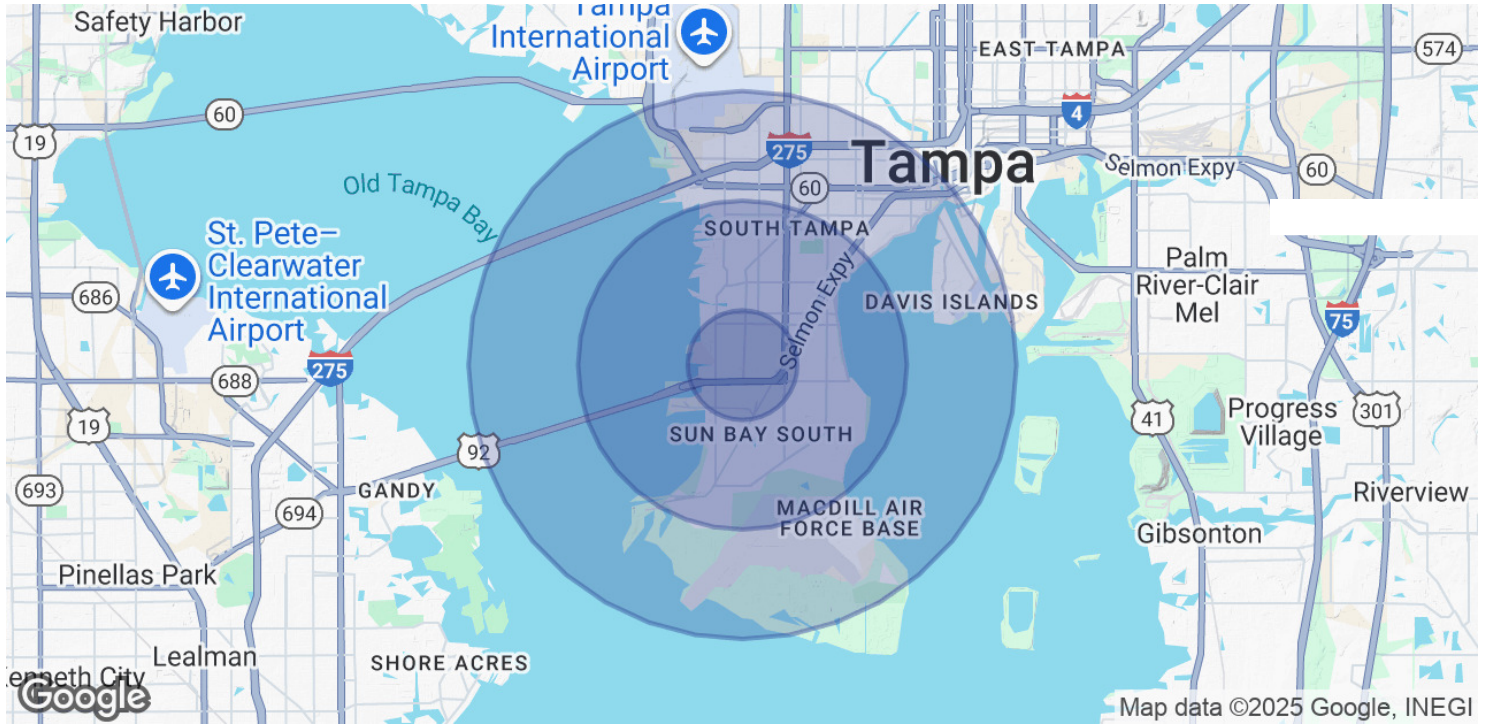 Safety Harbor
Tampa
International
Airport
EAST TAMPA
574
60
4
19
275
Tampa
Selmon Expy
60
60
Old Tampa Bay
SOUTH TAMPA
St. Pete–
Clearwater
International
Airport
Palm
River-Clair
Mel
686
DAVIS ISLANDS
75
Selmon Expy
275
688
19
SUN BAY SOUTH
41
Progress
Village
301
92
693
GANDY
694
MACDILL AIR
FORCE BASE
Riverview
Gibsonton
Pinellas Park
Lealman
SHORE ACRES
enneth City
Google
Map data ©2025 Google, INEGI